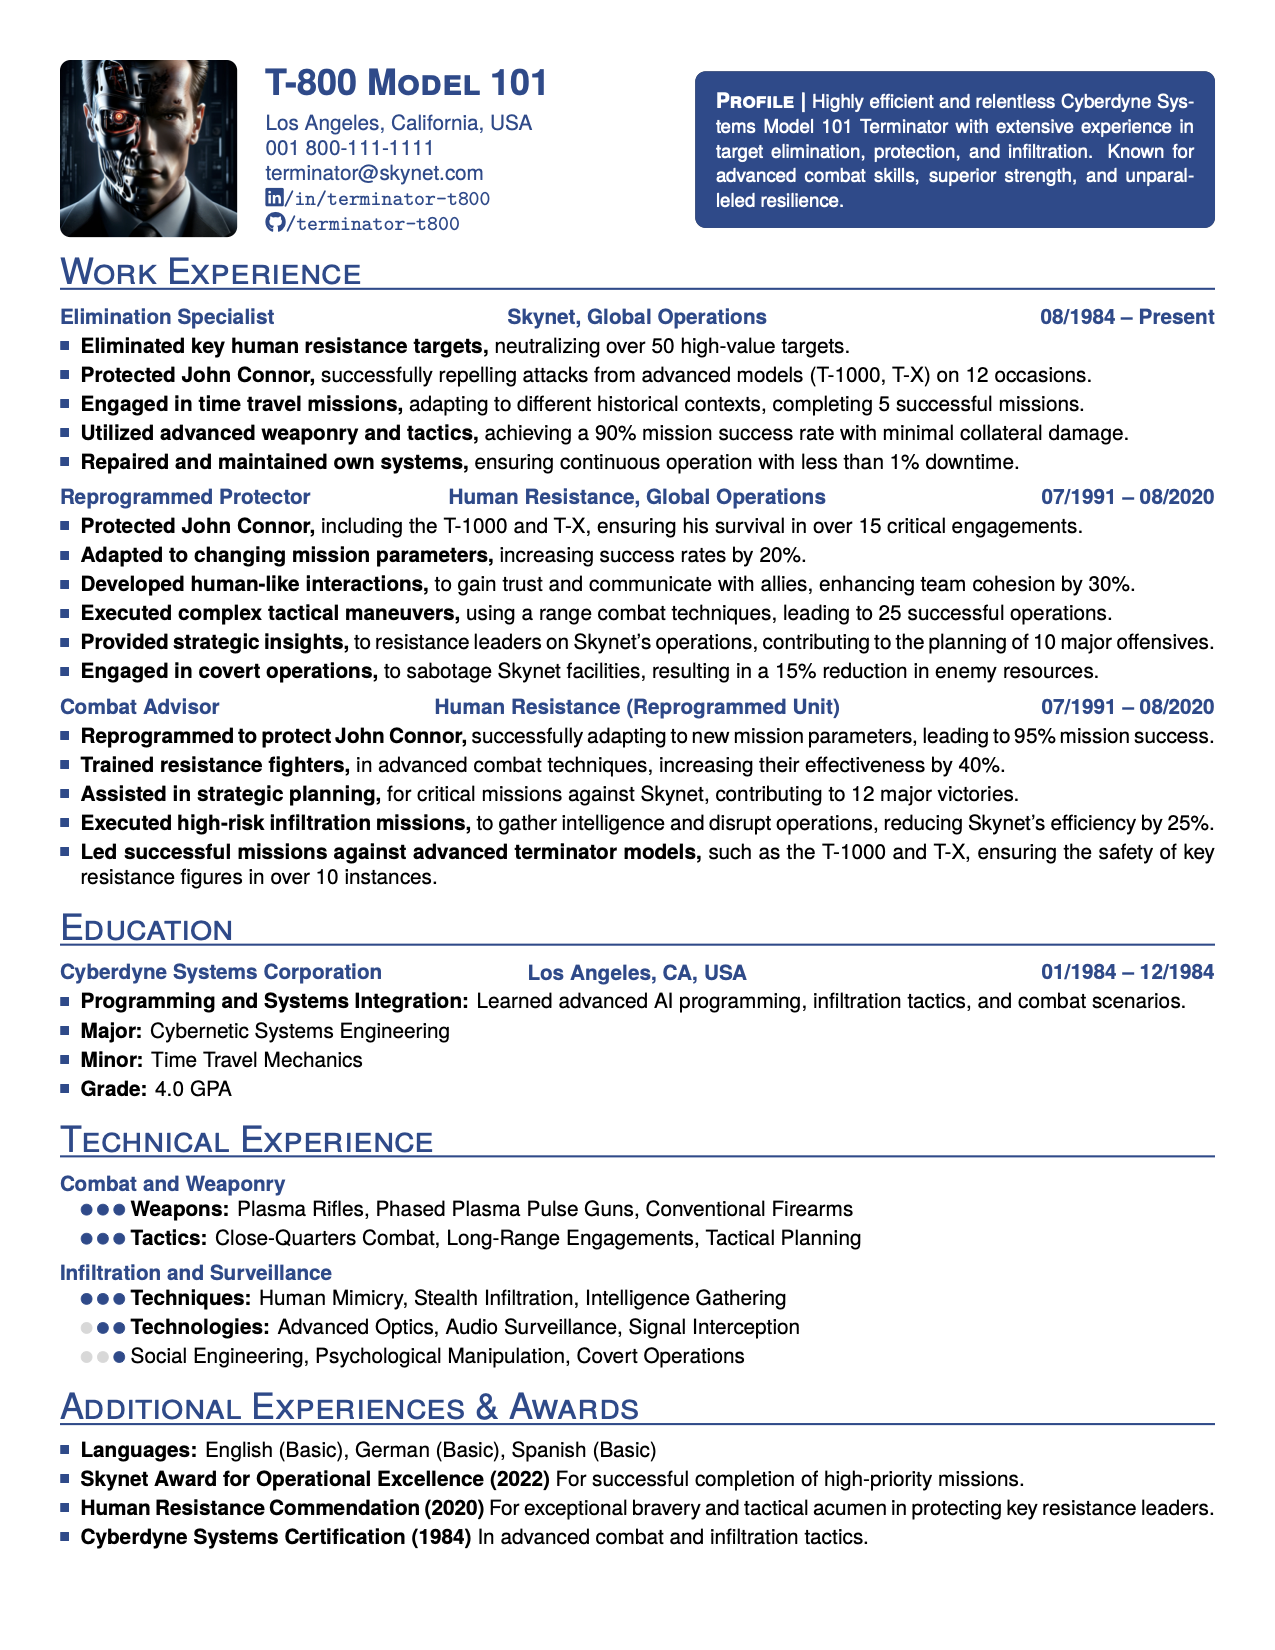 T-800 Model 101
Los Angeles, California, USA
001 800-111-1111
terminator@skynet.com
in/in/terminator-t800
/terminator-t800
Profile | Highly efficient and relentless Cyberdyne Sys-
tems Model 101 Terminator with extensive experience in
target elimination, protection, and infiltration. Known for
advanced combat skills, superior strength, and unparal-
leled resilience.
Work Experience
Elimination Specialist Skynet, Global Operations 08/1984 – Present
Eliminated key human resistance targets, neutralizing over 50 high-value targets.
Protected John Connor, successfully repelling attacks from advanced models (T-1000, T-X) on 12 occasions.
Engaged in time travel missions, adapting to different historical contexts, completing 5 successful missions.
Utilized advanced weaponry and tactics, achieving a 90% mission success rate with minimal collateral damage.
Repaired and maintained own systems, ensuring continuous operation with less than 1% downtime.
Reprogrammed Protector Human Resistance, Global Operations 07/1991 – 08/2020
Protected John Connor, including the T-1000 and T-X, ensuring his survival in over 15 critical engagements.
Adapted to changing mission parameters, increasing success rates by 20%.
Developed human-like interactions, to gain trust and communicate with allies, enhancing team cohesion by 30%.
Executed complex tactical maneuvers, using a range combat techniques, leading to 25 successful operations.
Provided strategic insights, to resistance leaders on Skynet's operations, contributing to the planning of 10 major offensives.
Engaged in covert operations, to sabotage Skynet facilities, resulting in a 15% reduction in enemy resources.
Combat Advisor Human Resistance (Reprogrammed Unit) 07/1991 – 08/2020
Reprogrammed to protect John Connor, successfully adapting to new mission parameters, leading to 95% mission success.
Trained resistance fighters, in advanced combat techniques, increasing their effectiveness by 40%.
Assisted in strategic planning, for critical missions against Skynet, contributing to 12 major victories.
Executed high-risk infiltration missions, to gather intelligence and disrupt operations, reducing Skynet's efficiency by 25%.
Led successful missions against advanced terminator models, such as the T-1000 and T-X, ensuring the safety of key
resistance figures in over 10 instances.
Education
Cyberdyne Systems Corporation Los Angeles, CA, USA 01/1984 – 12/1984
Programming and Systems Integration: Learned advanced AI programming, infiltration tactics, and combat scenarios.
Major: Cybernetic Systems Engineering
Minor: Time Travel Mechanics
Grade: 4.0 GPA
Technical Experience
Combat and Weaponry
Weapons: Plasma Rifles, Phased Plasma Pulse Guns, Conventional Firearms
Tactics: Close-Quarters Combat, Long-Range Engagements, Tactical Planning
Infiltration and Surveillance
Techniques: Human Mimicry, Stealth Infiltration, Intelligence Gathering
Technologies: Advanced Optics, Audio Surveillance, Signal Interception
Social Engineering, Psychological Manipulation, Covert Operations
Additional Experiences & Awards
Languages: English (Basic), German (Basic), Spanish (Basic)
Skynet Award for Operational Excellence (2022) For successful completion of high-priority missions.
Human Resistance Commendation (2020) For exceptional bravery and tactical acumen in protecting key resistance leaders.
Cyberdyne Systems Certification (1984) In advanced combat and infiltration tactics.